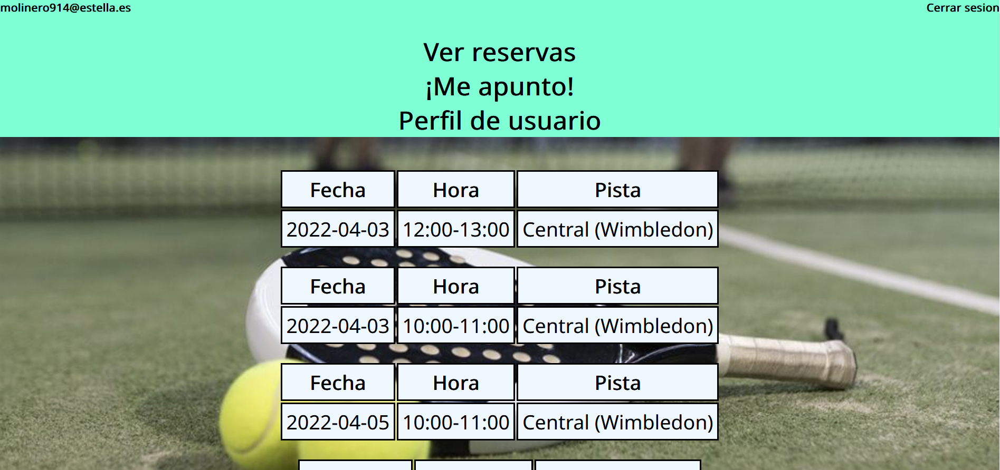 molinero914@estella.es Cerrar sesion
Ver reservas
¡Me apunto!
Perfil de usuario
Fecha Hora Pista
2022-04-03 12:00-13:00 Central (Wimbledon)
Fecha Hora Pista
2022-04-03 10:00-11:00 Central (Wimbledon)
Fecha Hora Pista
2022-04-05 10:00-11:00 Central (Wimbledon)